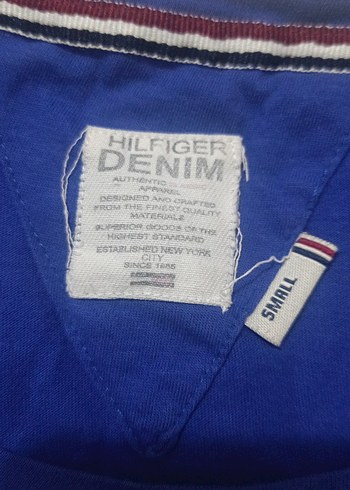 HILFIGER
DENIM
AUTHENTIC
APPAREL
DESIGNED AND CRAFTED
FROM THE FINEST QUALITY
MATERIALS
SUPERIOR GOODS OF THE
HIGHEST STANDARD
ESTABLISHED NEW YORK
CITY
SINCE 1985
SMALL